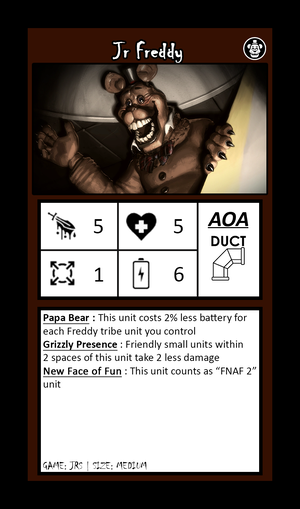 Jr Freddy
5
5
AOA
DUCT
1
6
Papa Bear : This unit costs 2% less battery for
each Freddy tribe unit you control
Grizzly Presence : Friendly small units within
2 spaces of this unit take 2 less damage
New Face of Fun : This unit counts as “FNAF 2”
unit
GAME: JRS | SIZE: MEDIUM